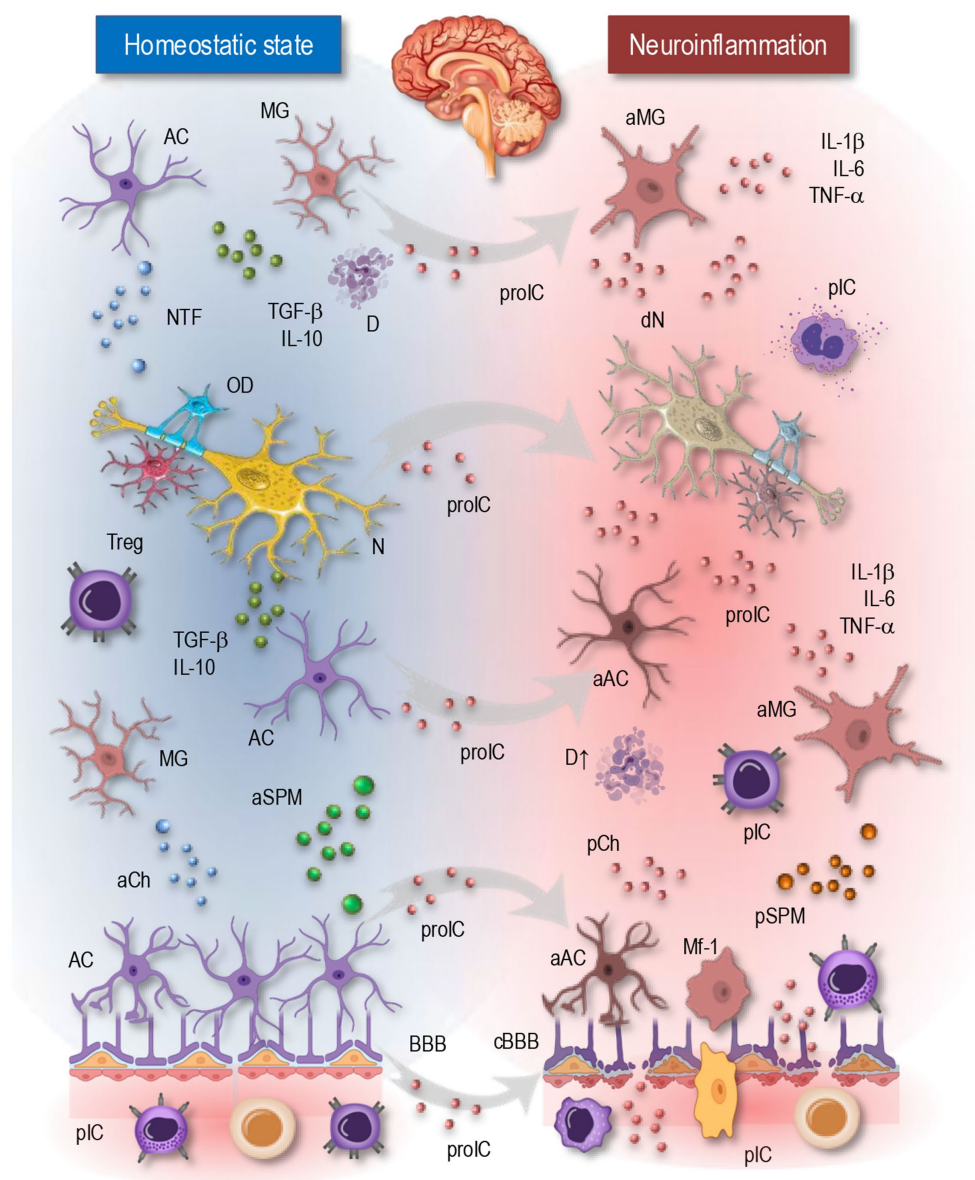 Homeostatic state
Neuroinflammation
AC
MG
aMG
IL-1β
IL-6
TNF-α
NTF
TGF-β
IL-10
D
proIC
dN
pIC
OD
N
proIC
Treg
TGF-β
IL-10
AC
MG
proIC
aAC
proIC
IL-1β
IL-6
TNF-α
aMG
D↑
pIC
aSPM
aCh
pCh
pSPM
proIC
AC
aAC
Mf-1
BBB
cBBB
pIC
proIC
pIC